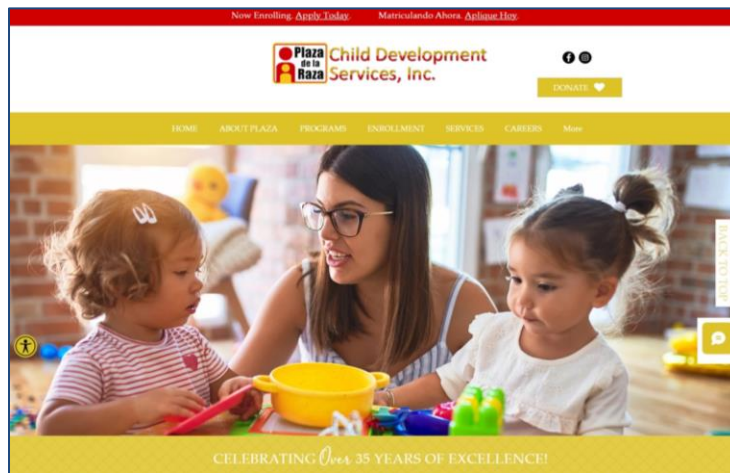 Now Enrolling. Apply Today. Matriculando Ahora. Aplique Hoy.
Plaza de la Raza
Child Development
Services, Inc.
DONATE
HOME ABOUT PLAZA PROGRAMS ENROLLMENT SERVICES CAREERS More
BACK TO TOP
CELEBRATING Over 35 YEARS OF EXCELLENCE!